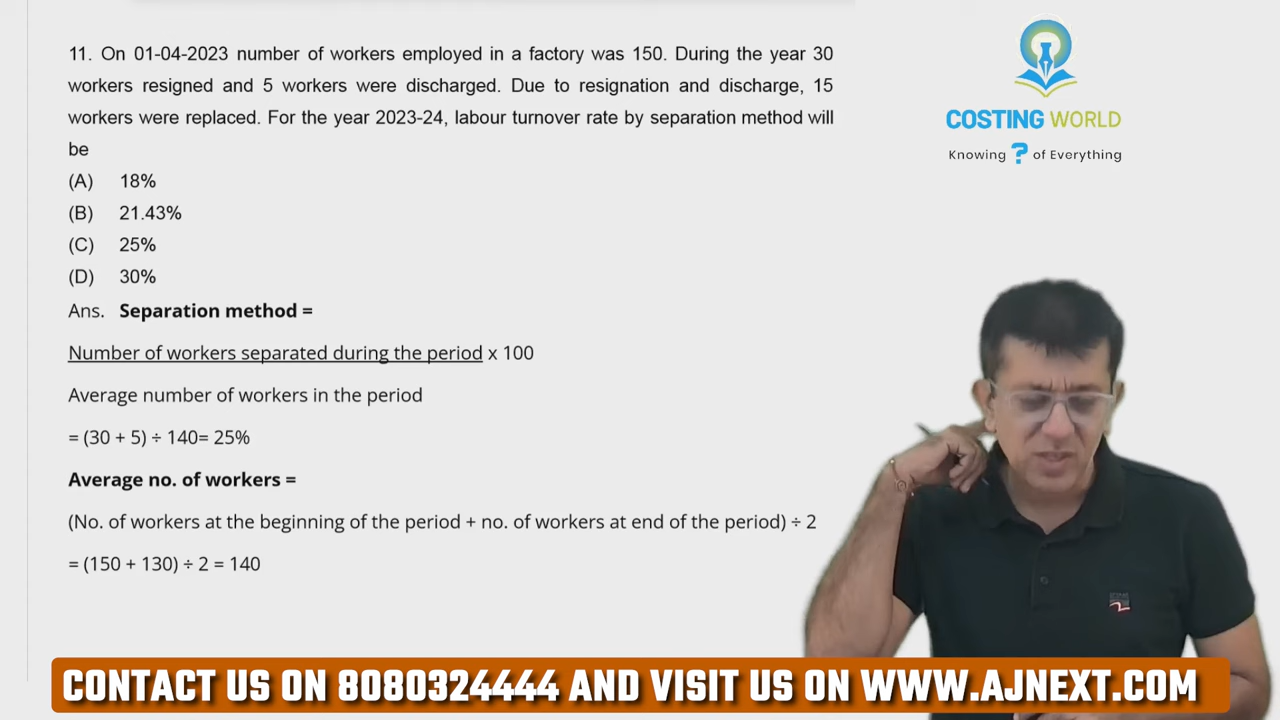 11. On 01-04-2023 number of workers employed in a factory was 150. During the year 30
workers resigned and 5 workers were discharged. Due to resignation and discharge, 15
workers were replaced. For the year 2023-24, labour turnover rate by separation method will
be
(A) 18%
(B) 21.43%
(C) 25%
(D) 30%
Ans. Separation method =
Number of workers separated during the period x 100
Average number of workers in the period
= (30 + 5) ÷ 140= 25%
Average no. of workers =
(No. of workers at the beginning of the period + no. of workers at end of the period) ÷ 2
= (150 + 130) ÷ 2 = 140
COSTING WORLD
Knowing ? of Everything
CONTACT US ON 8080324444 AND VISIT US ON WWW.AJNEXT.COM